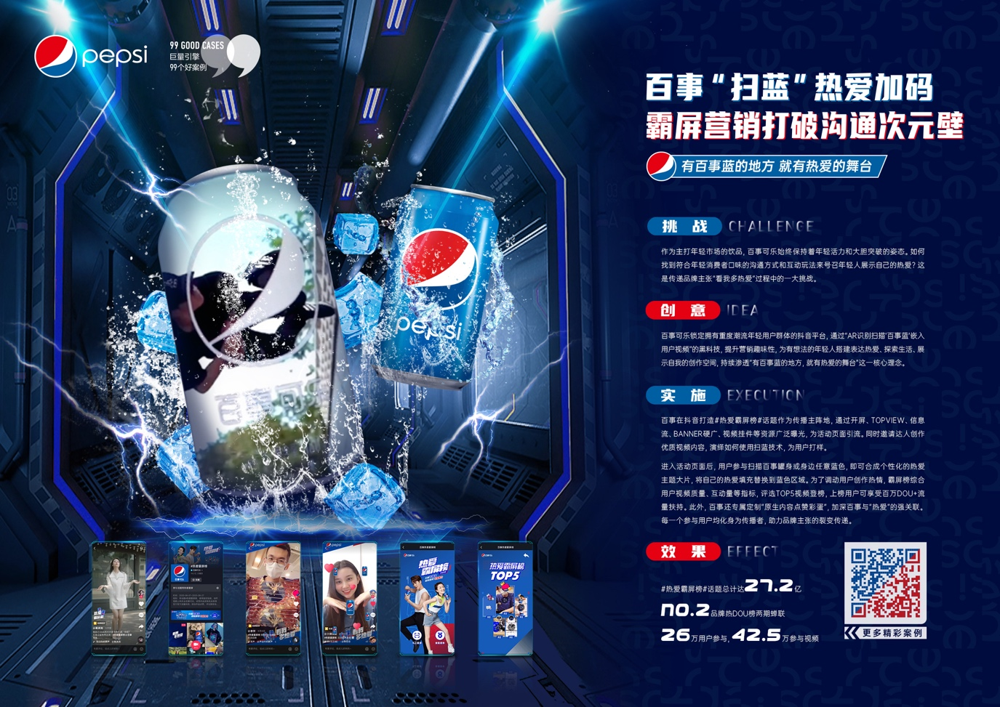 pepsi
99 GOOD CASES
巨量引擎
99个好案例
百事“扫蓝”热爱加码
霸屏营销打破沟通次元壁
有百事蓝的地方 就有热爱的舞台
pepsi
挑 战 CHALLENGE
作为主打年轻市场的饮品, 百事可乐始终保持着年轻活力和大胆突破的姿态。如何
找到符合年轻消费者口味的沟通方式和互动玩法来号召年轻人展示自己的热爱? 这
是传递品牌主张“看我多热爱”过程中的一大挑战。
创 意 IDEA
百事可乐锁定拥有重度潮流年轻用户群体的抖音平台, 通过“AR识别扫描‘百事蓝’嵌入
用户视频”的黑科技, 提升营销趣味性, 为有想法的年轻人搭建表达热爱、探索生活、展
示自我的创作空间, 持续渗透“有百事蓝的地方, 就有热爱的舞台”这一核心理念。
实 施 EXECUTION
百事在抖音打造#热爱霸屏榜#话题作为传播主阵地, 通过开屏、TOPVIEW、信息
流、BANNER硬广、视频挂件等资源广泛曝光, 为活动页面引流。同时邀请达人创作
优质视频内容, 演绎如何使用扫蓝技术, 为用户打样。
进入活动页面后, 用户参与扫描百事罐身或身边任意蓝色, 即可合成个性化的热爱
主题大片, 将自己的热爱填充替换到蓝色区域。为了调动用户创作热情, 霸屏榜综合
用户视频质量、互动量等指标, 评选TOP5视频登榜, 上榜用户可享受百万DOU+流
量扶持。此外, 百事还专属定制“原生内容点赞彩蛋”, 加深百事与“热爱”的强关联。
每一个参与用户均化身为传播者, 助力品牌主张的裂变传递。
效 果 EFFECT
#热爱霸屏榜#话题总计达27.2亿
NO.2品牌热DOU榜两期蝉联
26万用户参与, 42.5万参与视频
更多精彩案例
pepsi
pepsi
#热爱霸屏榜
热爱
霸屏榜
热爱霸屏榜
TOP5